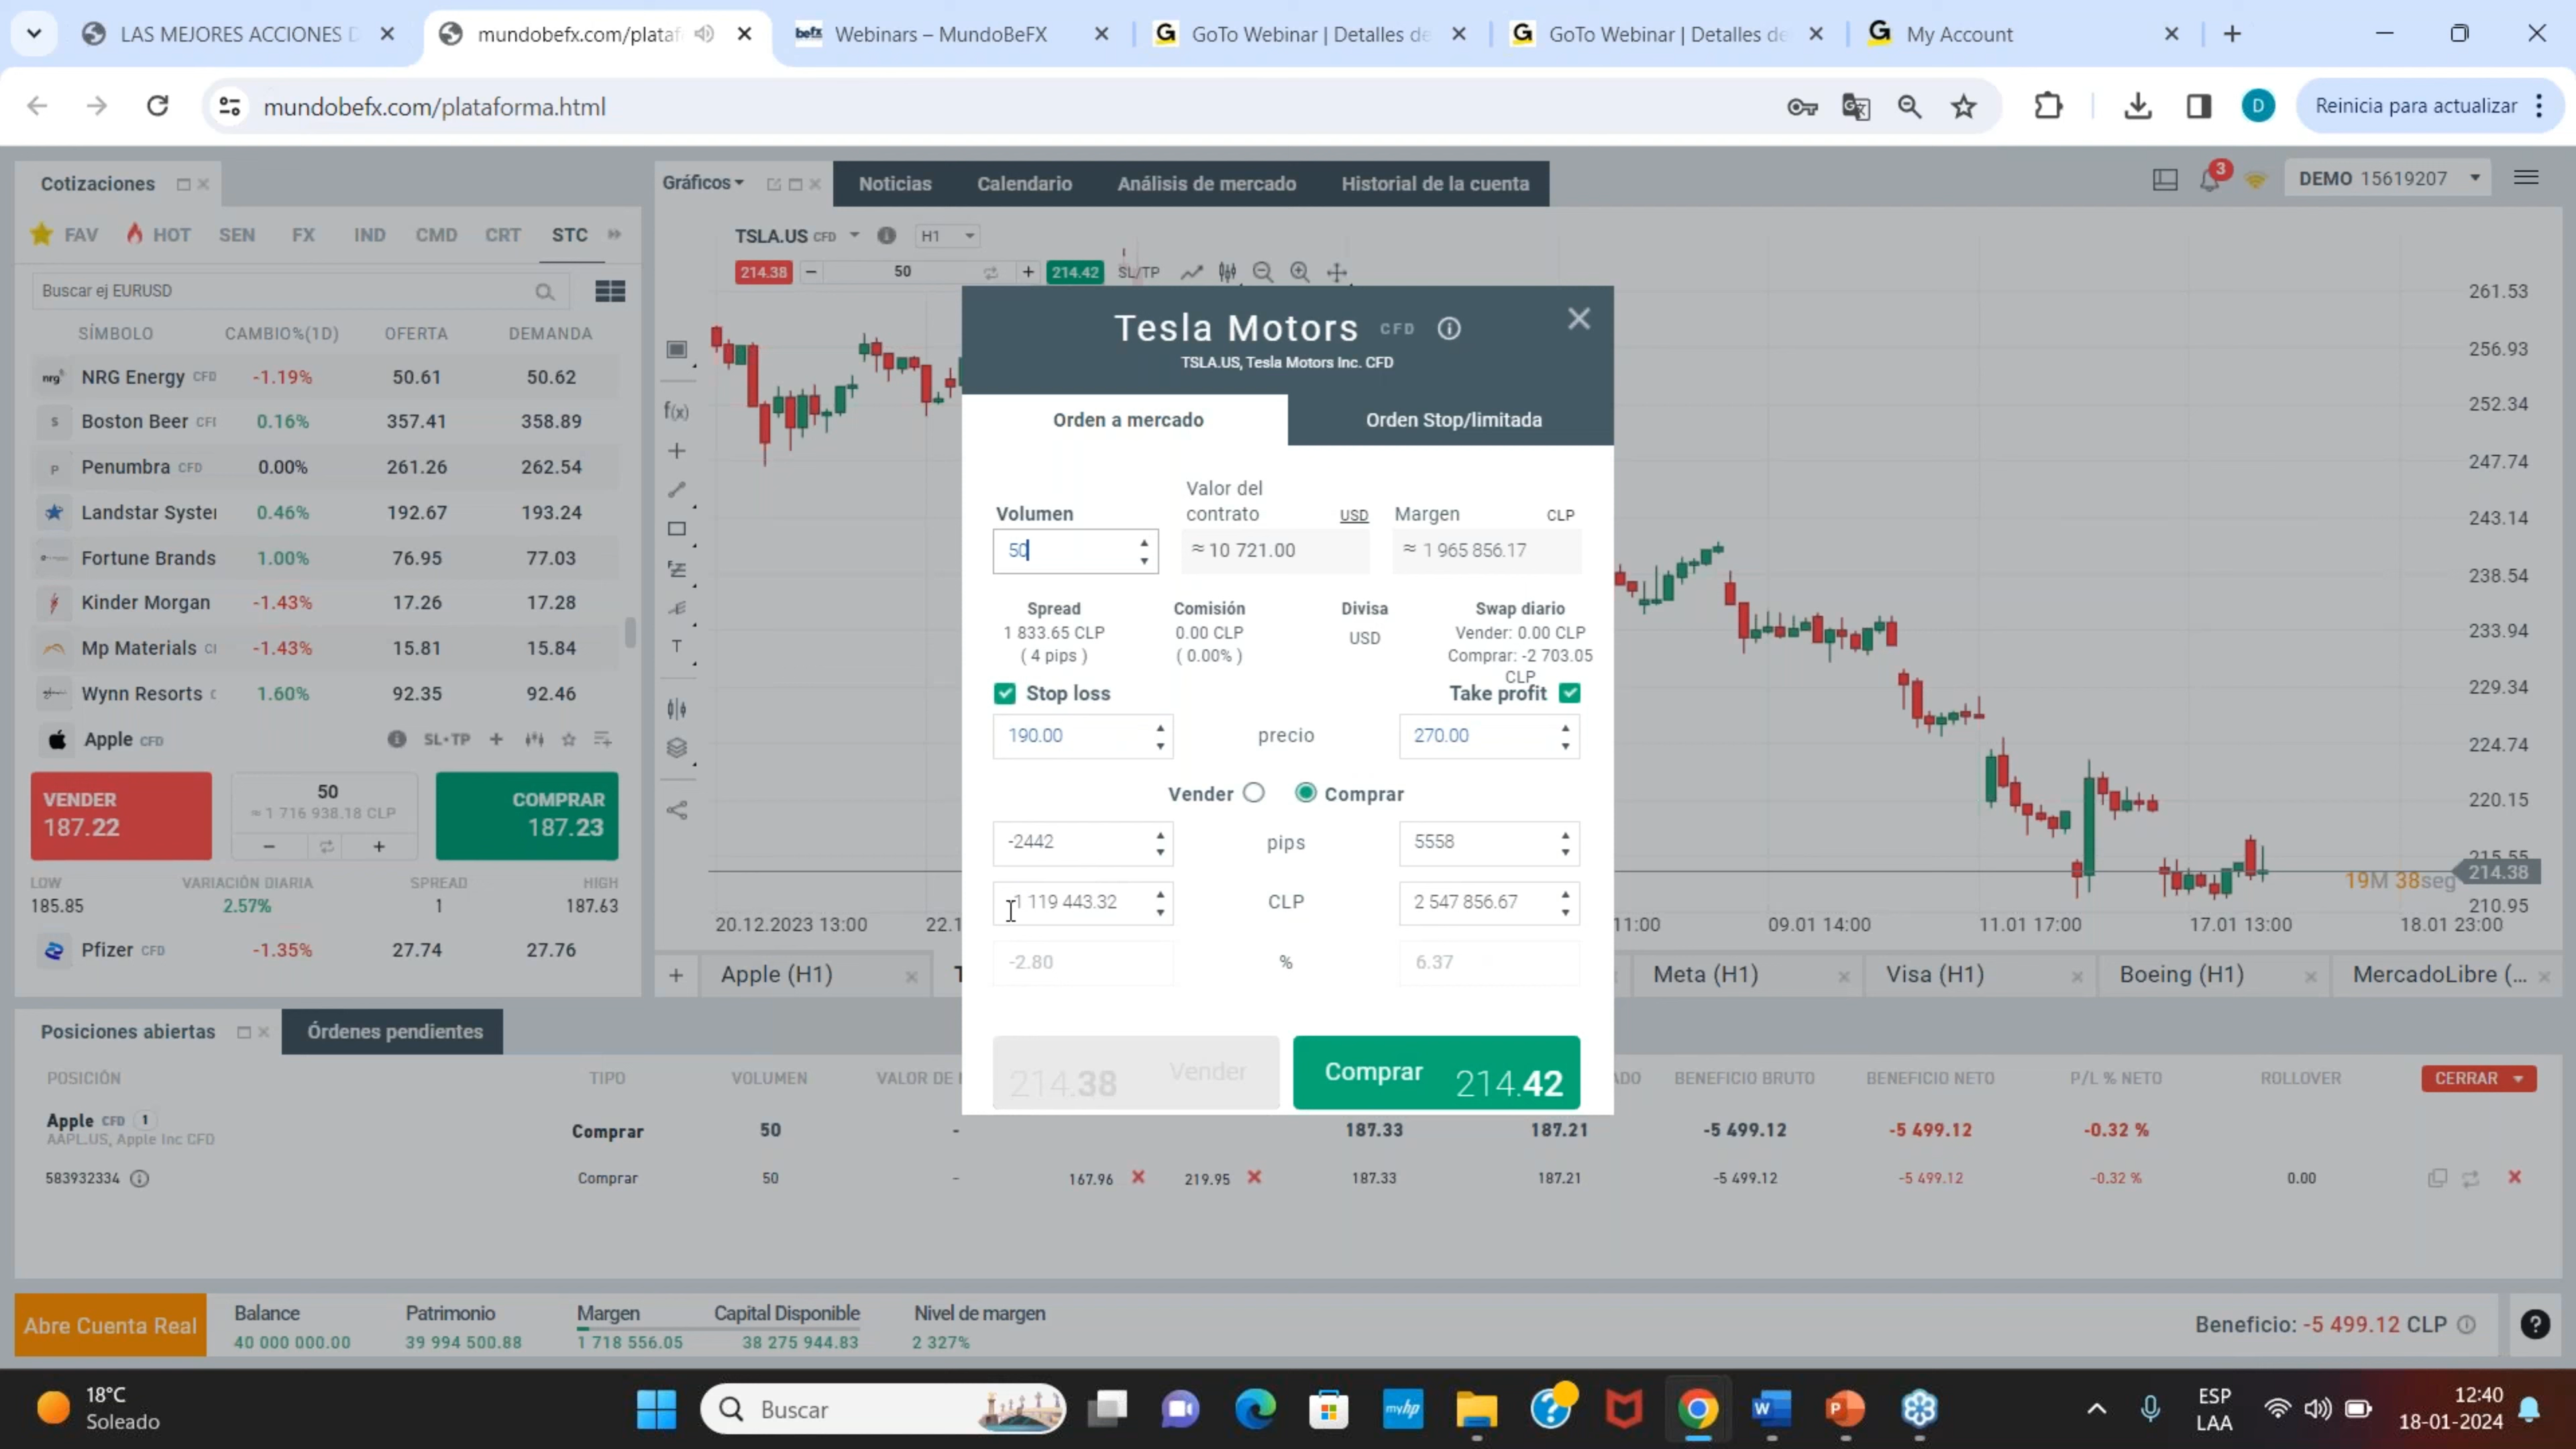 LAS MEJORES ACCIONES D
mundobefx.com/plataf
Webinars – MundoBeFX
GoTo Webinar | Detalles de
GoTo Webinar | Detalles de
My Account
mundobefx.com/plataforma.html
Reinicia para actualizar
Cotizaciones
Gráficos
Noticias
Calendario
Análisis de mercado
Historial de la cuenta
3
DEMO 15619207
FAV HOT SEN FX IND CMD CRT STC
TSLA.US CFD H1
214.38 50 214.42 SL/TP
Buscar ej EURUSD
SÍMBOLO CAMBIO%(1D) OFERTA DEMANDA
NRG Energy CFD -1.19% 50.61 50.62
Boston Beer CFI 0.16% 357.41 358.89
Penumbra CFD 0.00% 261.26 262.54
Landstar System 0.46% 192.67 193.24
Fortune Brands 1.00% 76.95 77.03
Kinder Morgan -1.43% 17.26 17.28
Mp Materials CI -1.43% 15.81 15.84
Wynn Resorts C 1.60% 92.35 92.46
Apple CFD SL•TP
VENDER
187.22
50
≈ 1 716 938.18 CLP
COMPRAR
187.23
LOW VARIACIÓN DIARIA SPREAD HIGH
185.85 2.57% 1 187.63
Pfizer CFD -1.35% 27.74 27.76
f(x)
T
261.53
256.93
252.34
247.74
243.14
238.54
233.94
229.34
224.74
220.15
215.55
214.38
19M 38seg
210.95
20.12.2023 13:00
22.1
11:00
09.01 14:00
11.01 17:00
17.01 13:00
18.01 23:00
Apple (H1)
T
Meta (H1)
Visa (H1)
Boeing (H1)
MercadoLibre (...
Tesla Motors CFD
TSLA.US, Tesla Motors Inc. CFD
Orden a mercado
Orden Stop/limitada
Volumen
50
Valor del
contrato USD
≈ 10 721.00
Margen CLP
≈ 1 965 856.17
Spread
1 833.65 CLP
( 4 pips )
Comisión
0.00 CLP
( 0.00% )
Divisa
USD
Swap diario
Vender: 0.00 CLP
Comprar: -2 703.05
CLP
Stop loss
Take profit
190.00 precio 270.00
Vender Comprar
-2442 pips 5558
-1 119 443.32 CLP 2 547 856.67
-2.80 % 6.37
214.38 Vender
Comprar 214.42
Posiciones abiertas
Órdenes pendientes
POSICIÓN TIPO VOLUMEN VALOR DE ADO BENEFICIO BRUTO BENEFICIO NETO P/L % NETO ROLLOVER CERRAR
Apple CFD 1
AAPL.US, Apple Inc CFD
Comprar 50 - 187.33 187.21 -5 499.12 -5 499.12 -0.32 %
583932334 Comprar 50 - 167.96 219.95 187.33 187.21 -5 499.12 -5 499.12 -0.32 % 0.00
Abre Cuenta Real
Balance
40 000 000.00
Patrimonio
39 994 500.88
Margen
1 718 556.05
Capital Disponible
38 275 944.83
Nivel de margen
2 327%
Beneficio: -5 499.12 CLP
18°C
Soleado
Buscar
myhp
ESP
LAA
12:40
18-01-2024